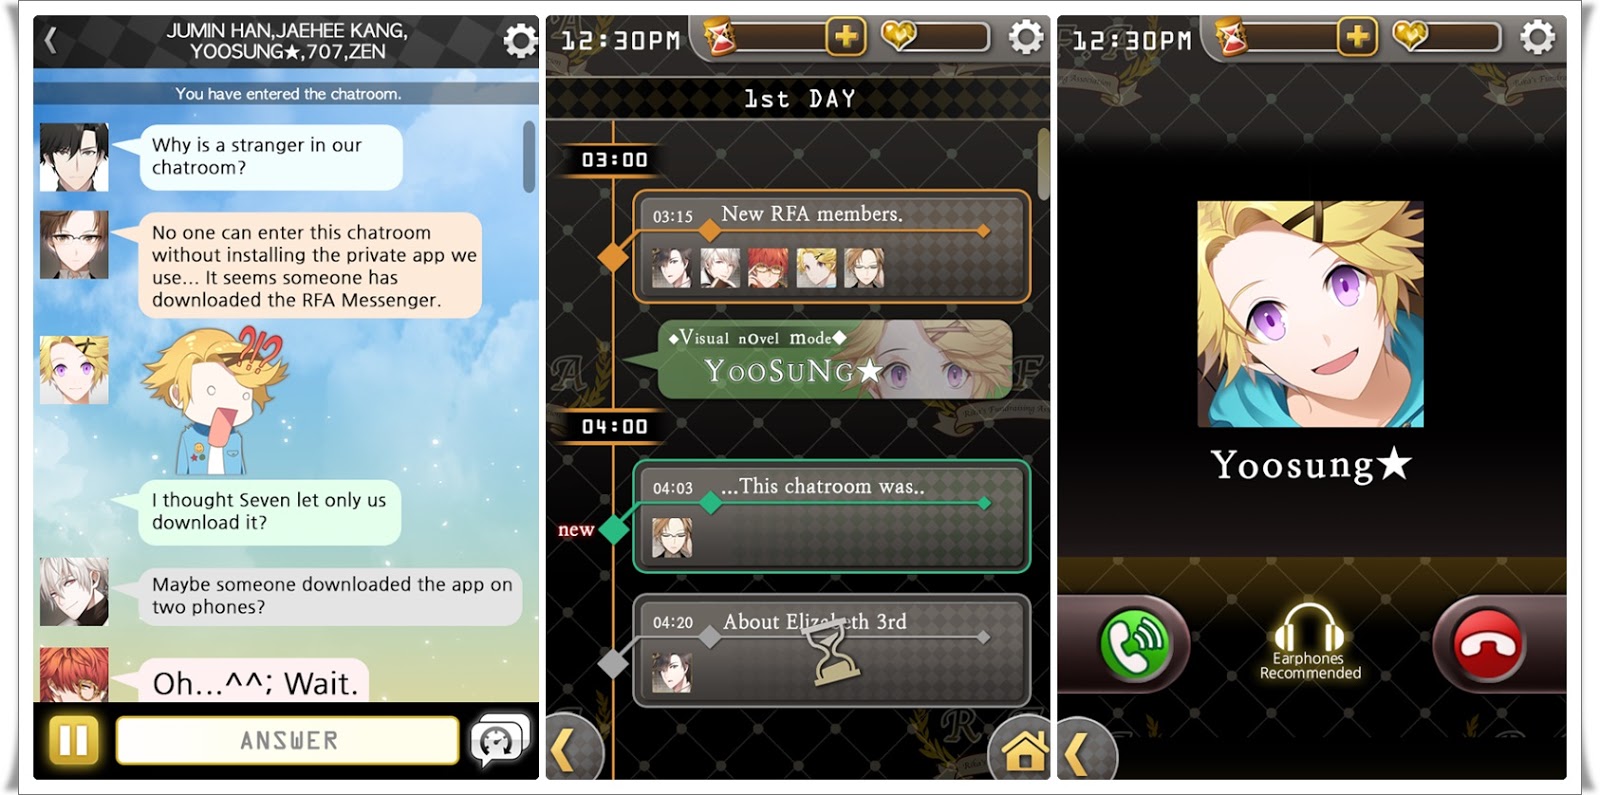 JUMIN HAN,JAEHEE KANG,
YOOSUNG★,707,ZEN
You have entered the chatroom.
Why is a stranger in our
chatroom?
No one can enter this chatroom
without installing the private app we
use... It seems someone has
downloaded the RFA Messenger.
?!?
I thought Seven let only us
download it?
Maybe someone downloaded the app on
two phones?
Oh...^^; Wait.
ANSWER
12:30PM
1st DAY
03:00
03:15 New RFA members.
◆Visual novel mode◆
YOOSUNG★
04:00
04:03 ...This chatroom was..
new
04:20 About Elizabeth 3rd
A
F
R
12:30PM
Yoosung★
Earphones
Recommended